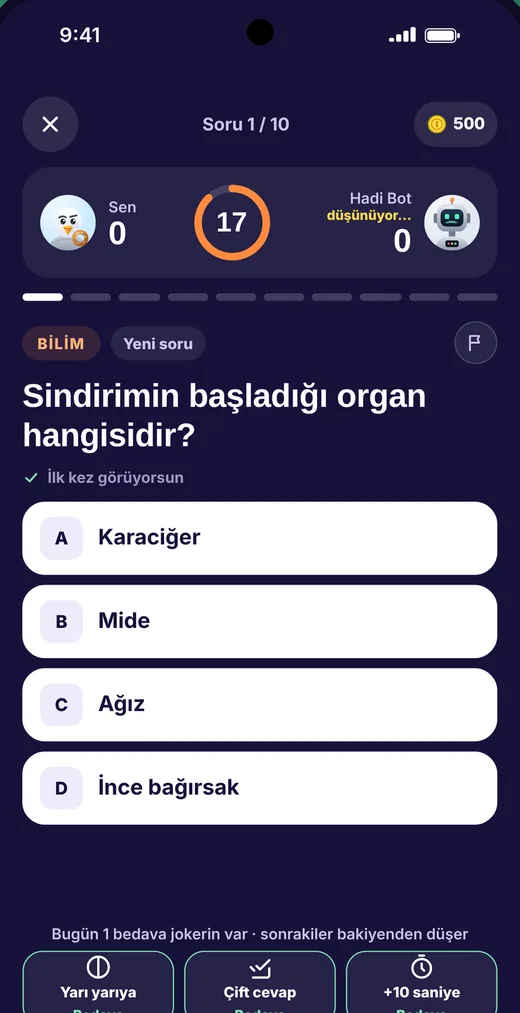 9:41
Soru 1 / 10
500
Sen
0
17
Hadi Bot
düşünüyor...
0
BİLİM
Yeni soru
Sindirimin başladığı organ
hangisidir?
İlk kez görüyorsun
A Karaciğer
B Mide
C Ağız
D İnce bağırsak
Bugün 1 bedava jokerin var · sonrakiler bakiyenden düşer
Yarı yarıya
Çift cevap
+10 saniye